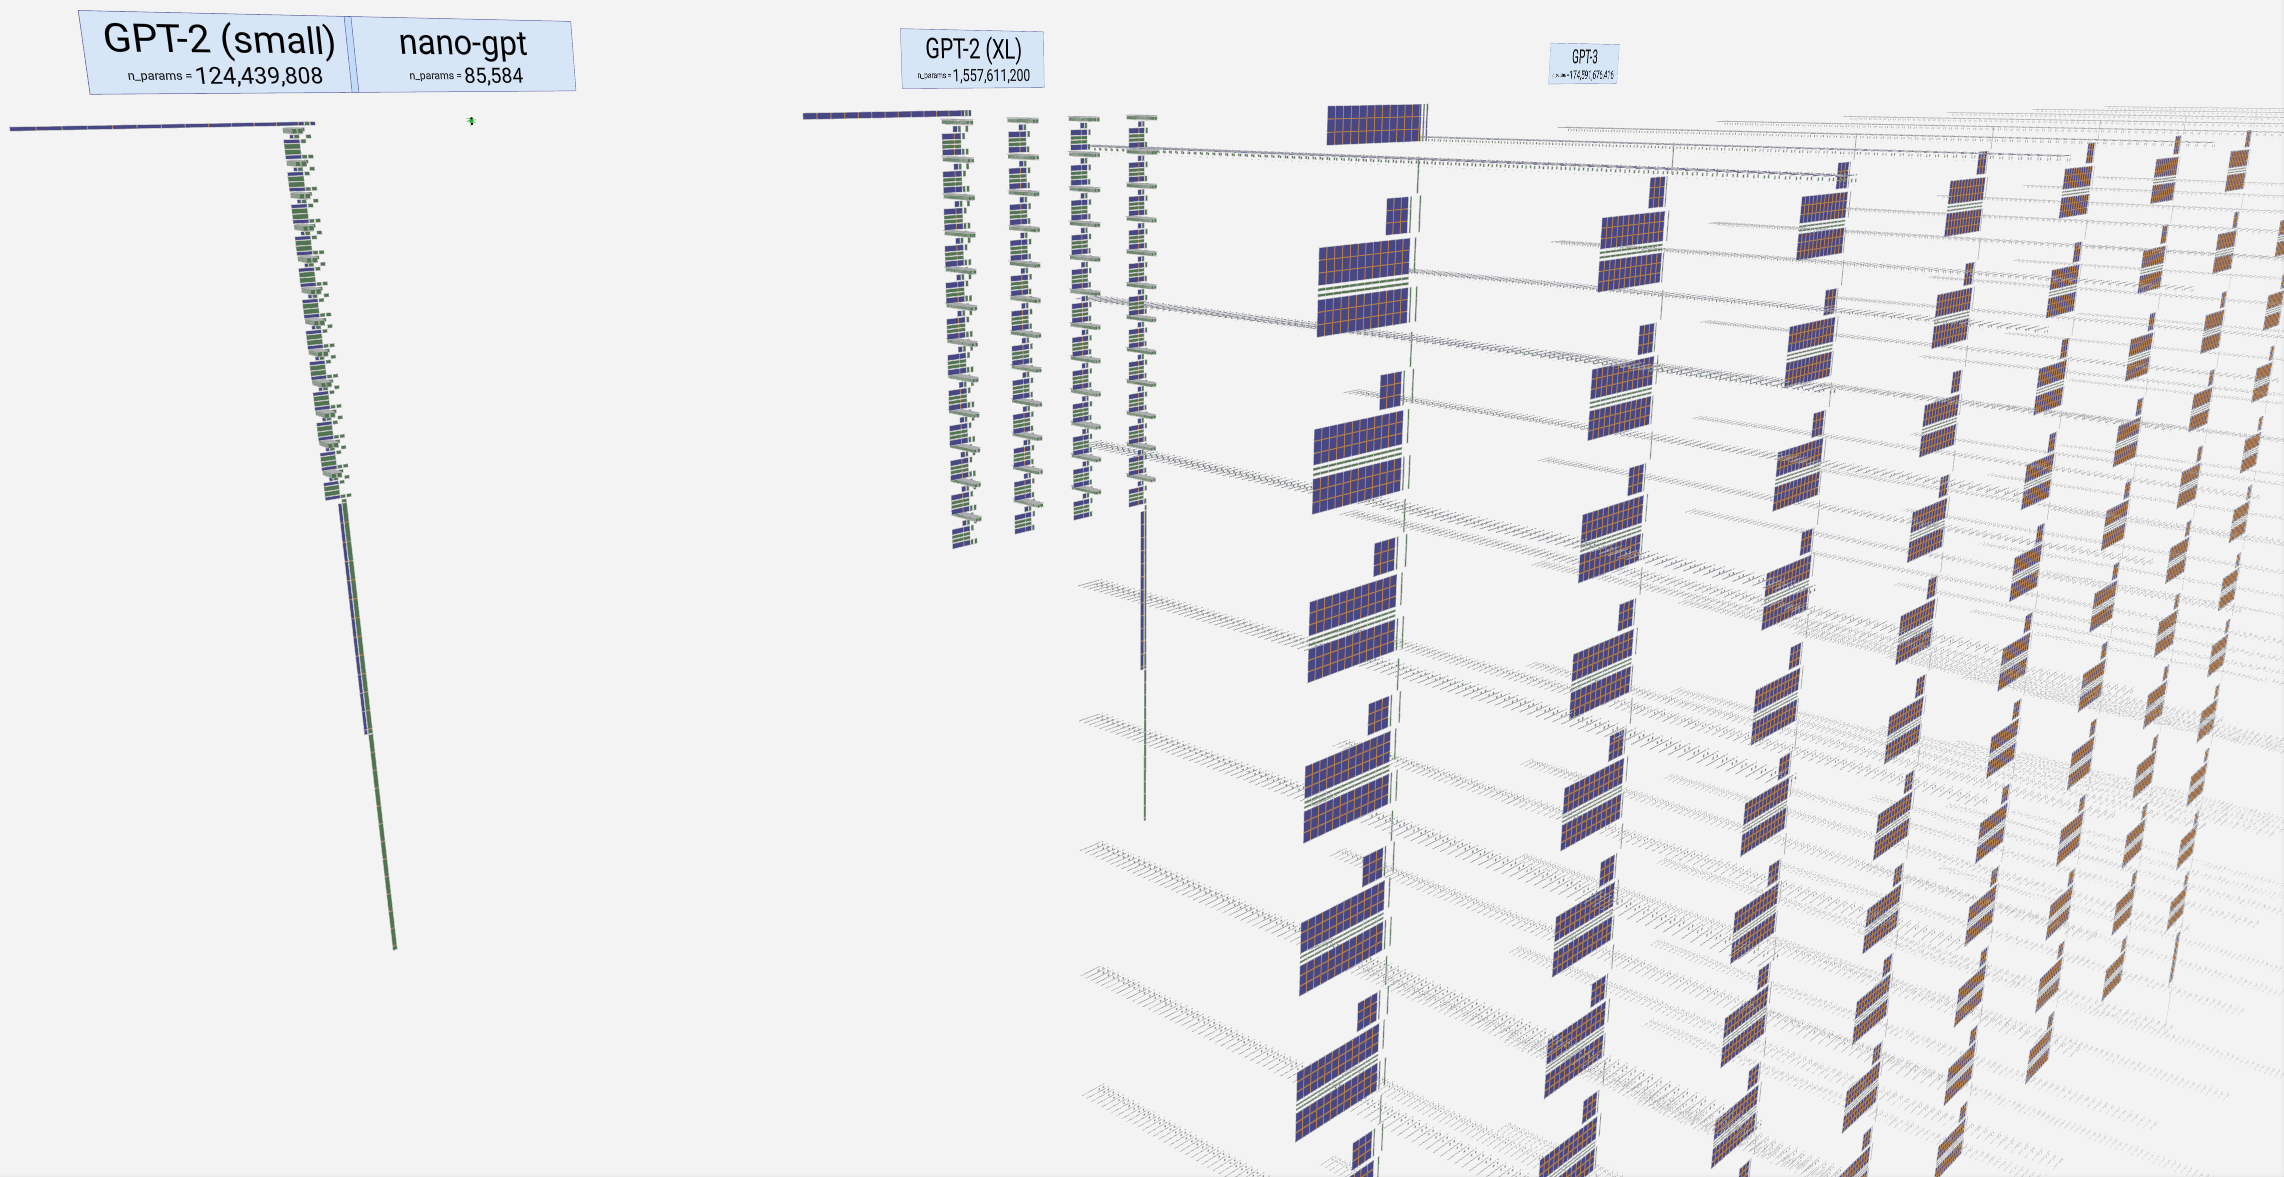 GPT-2 (small)
n_params = 124,439,808
nano-gpt
n_params = 85,584
GPT-2 (XL)
n_params = 1,557,611,200
GPT-3